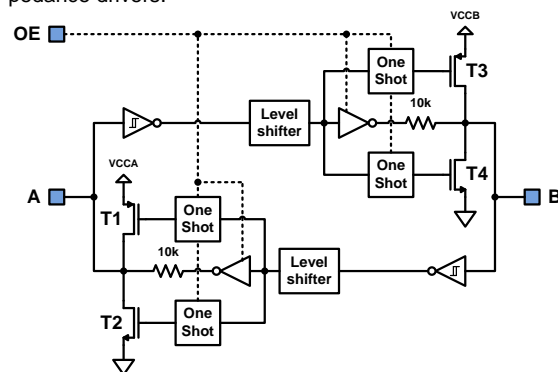 pedance drivers.
OE
VCCB
One
Shot
T3
10k
Level
shifter
One
Shot
T4
VCCA
A
B
T1
One
Shot
10k
Level
shifter
T2
One
Shot